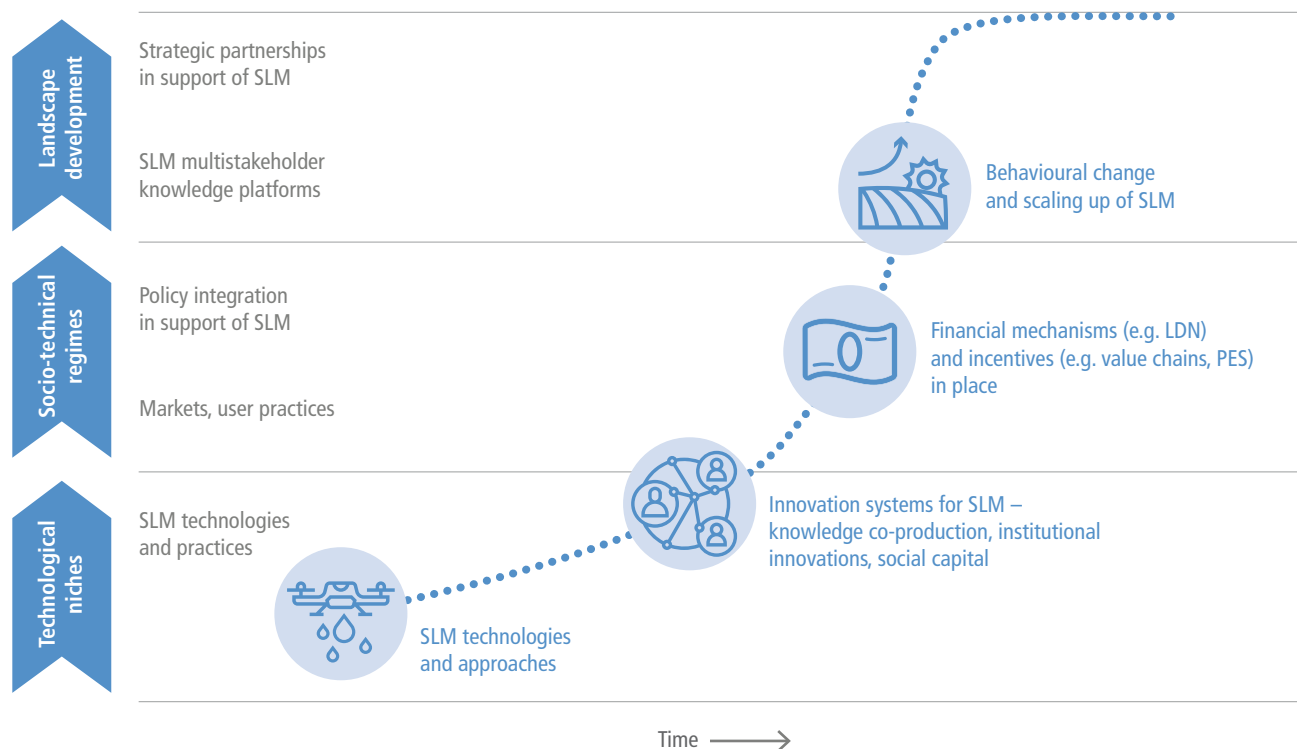 Landscape
development
Strategic partnerships
in support of SLM
SLM multistakeholder
knowledge platforms
Behavioural change
and scaling up of SLM
Socio-technical
regimes
Policy integration
in support of SLM
Markets, user practices
Financial mechanisms (e.g. LDN)
and incentives (e.g. value chains, PES)
in place
Technological
niches
SLM technologies
and practices
Innovation systems for SLM –
knowledge co-production, institutional
innovations, social capital
SLM technologies
and approaches
Time